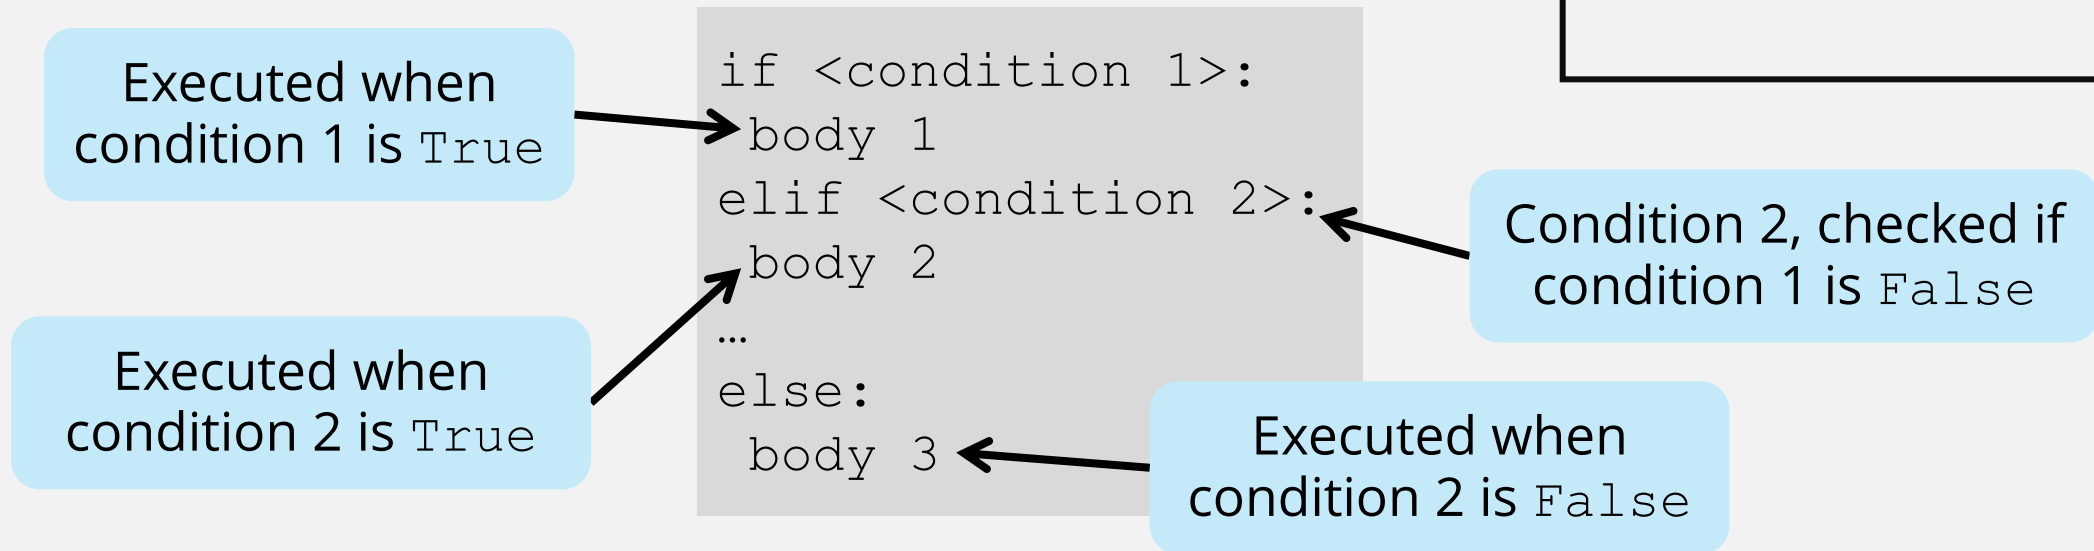 Executed when
condition 1 is True
if <condition 1>:
body 1
elif <condition 2>:
body 2
…
else:
body 3
Condition 2, checked if
condition 1 is False
Executed when
condition 2 is True
Executed when
condition 2 is False